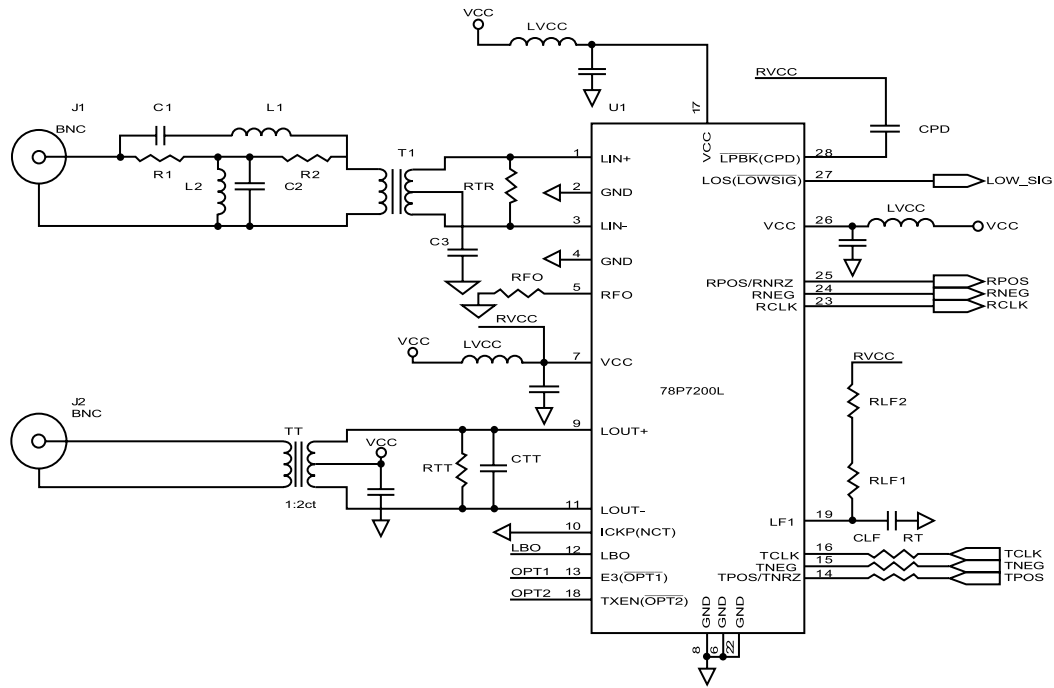 VCC
LVCC
RVCC
J1
BNC
C1
L1
R1
L2
C2
R2
T1
RTR
C3
U1
17
VCC
CPD
1
LIN+
2
GND
3
LIN-
4
GND
RFO
5
RFO
RVCC
VCC
LVCC
7
VCC
78P7200L
LPBK(CPD)
28
LOS(LOWSIG)
27
LOW_SIG
VCC
26
LVCC
VCC
RPOS/RNRZ
25
RPOS
RNEG
24
RNEG
RCLK
23
RCLK
RVCC
RLF2
RLF1
J2
BNC
TT
1:2ct
VCC
RTT
CTT
9
LOUT+
11
LOUT-
10
ICKP(NCT)
LBO
12
LBO
OPT1
13
E3(OPT1)
OPT2
18
TXEN(OPT2)
LF1
19
CLF
RT
TCLK
16
TCLK
TNEG
15
TNEG
TPOS/TNRZ
14
TPOS
GND
GND
GND
8
6
22